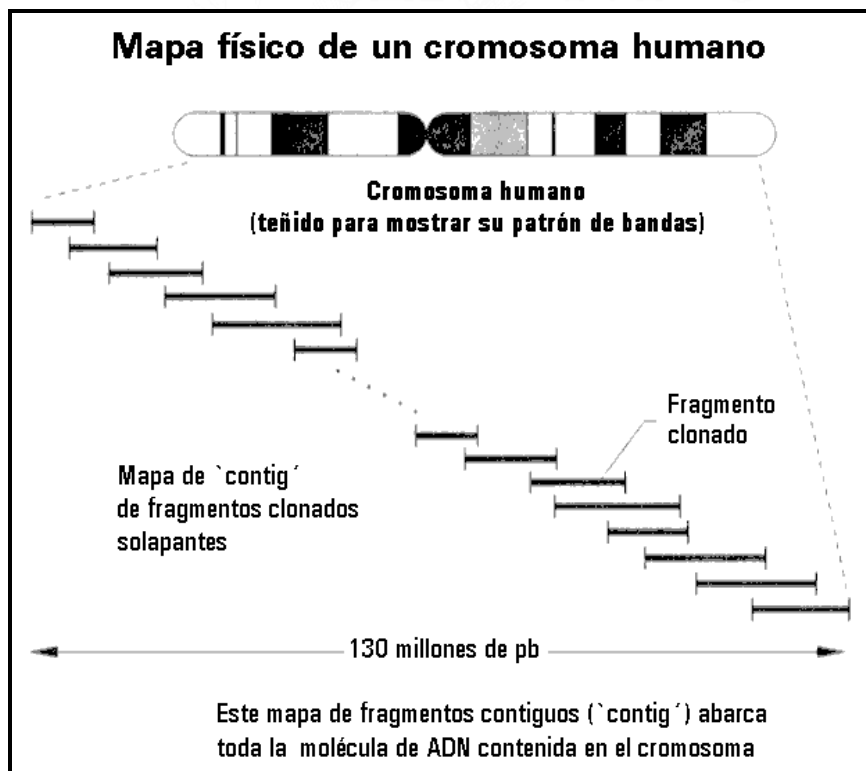 Mapa físico de un cromosoma humano
Cromosoma humano
(teñido para mostrar su patrón de bandas)
Fragmento
clonado
Mapa de `contig´
de fragmentos clonados
solapantes
130 millones de pb
Este mapa de fragmentos contiguos (`contig´) abarca
toda la molécula de ADN contenida en el cromosoma